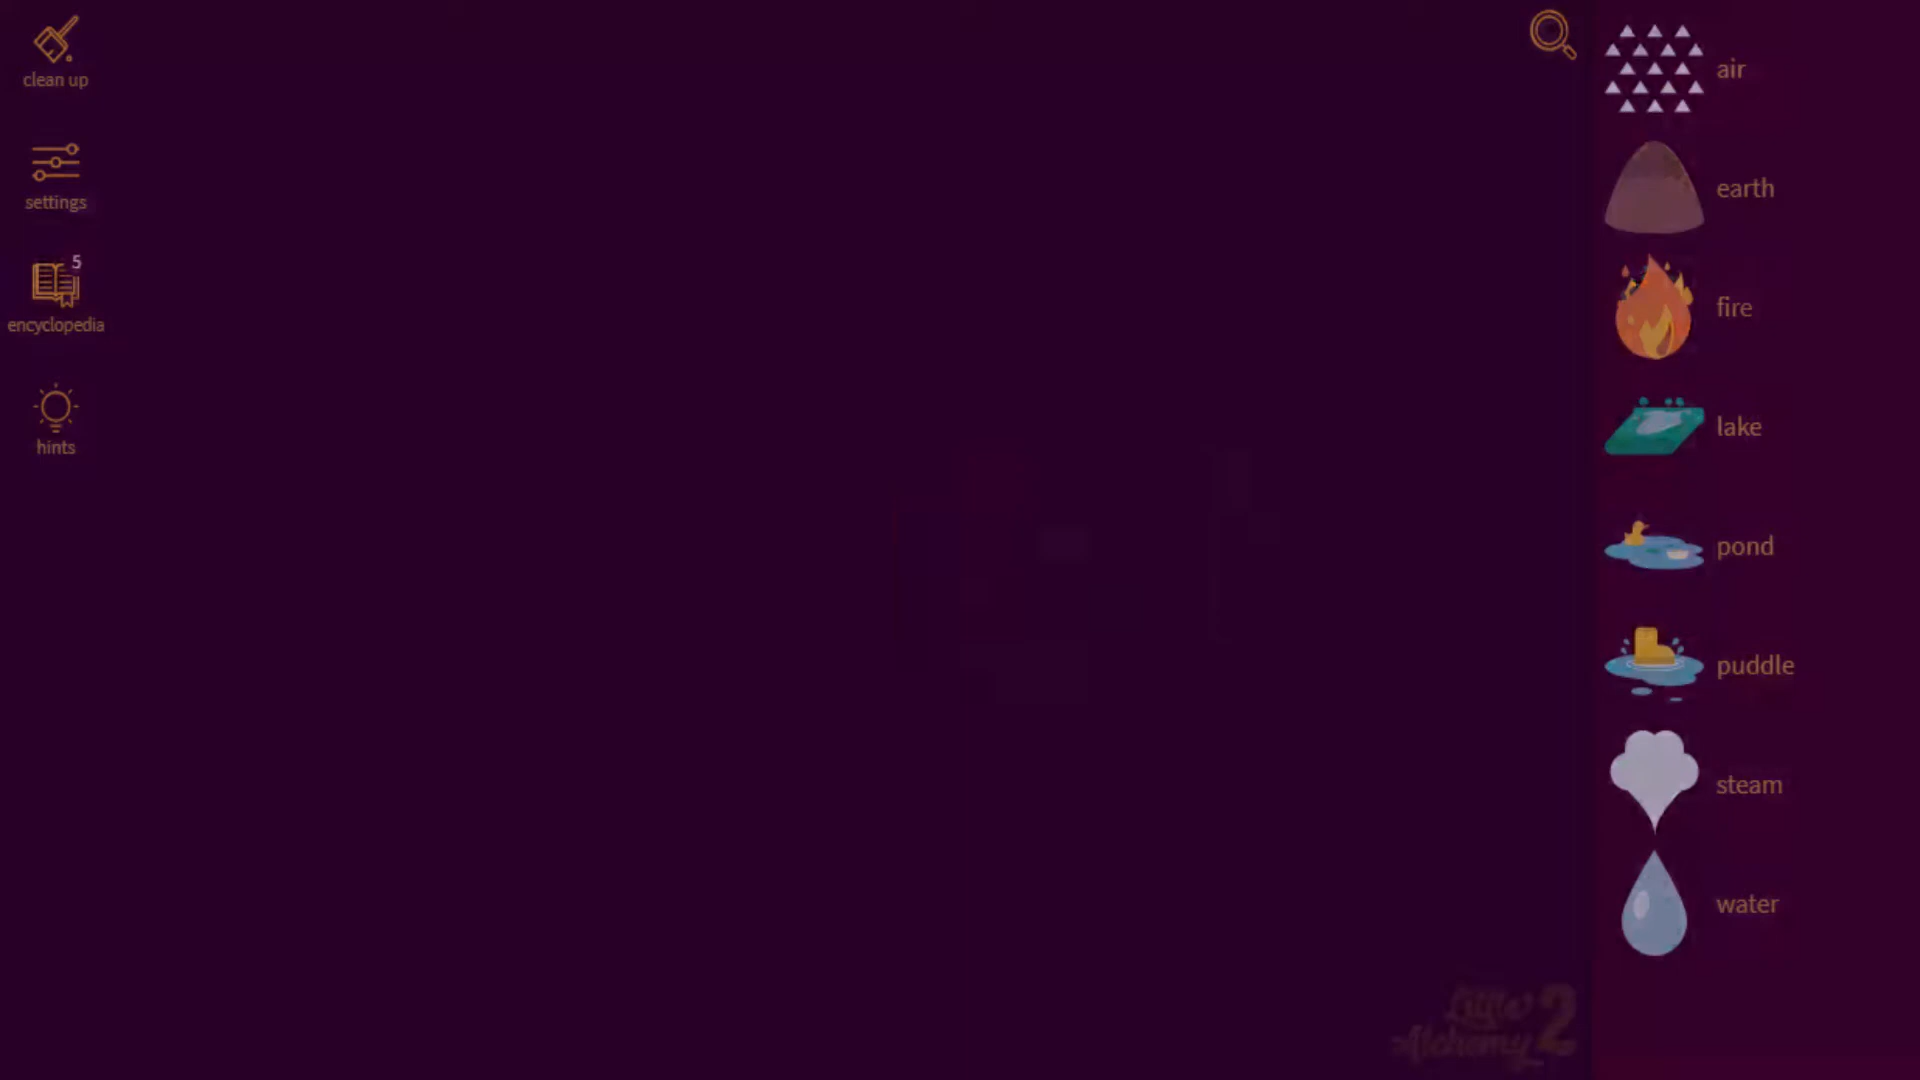 clean up
settings
5
encyclopedia
hints
air
earth
fire
lake
pond
puddle
steam
water
Little
Alchemy 2